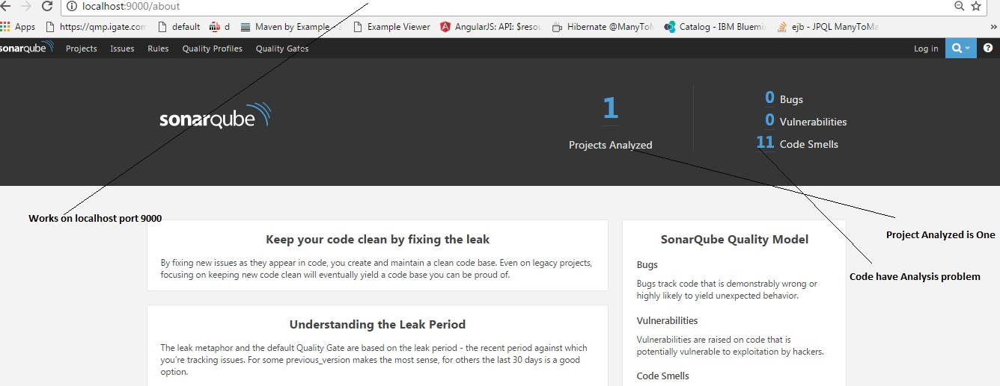 localhost:9000/about
Apps https://qmp.igate.com default d Maven by Example - Example Viewer AngularJS: API: $resou Hibernate @ManyToM Catalog - IBM Bluemi ejb - JPQL ManyToMa »
sonarqube Projects Issues Rules Quality Profiles Quality Gates Log in ?
sonarqube
1
Projects Analyzed
0 Bugs
0 Vulnerabilities
11 Code Smells
Works on localhost port 9000
Project Analyzed is One
Code have Analysis problem
Keep your code clean by fixing the leak
By fixing new issues as they appear in code, you create and maintain a clean code base. Even on legacy projects,
focusing on keeping new code clean will eventually yield a code base you can be proud of.
Understanding the Leak Period
The leak metaphor and the default Quality Gate are based on the leak period - the recent period against which
you're tracking issues. For some previous_version makes the most sense, for others the last 30 days is a good
option.
SonarQube Quality Model
Bugs
Bugs track code that is demonstrably wrong or
highly likely to yield unexpected behavior.
Vulnerabilities
Vulnerabilities are raised on code that is
potentially vulnerable to exploitation by hackers.
Code Smells